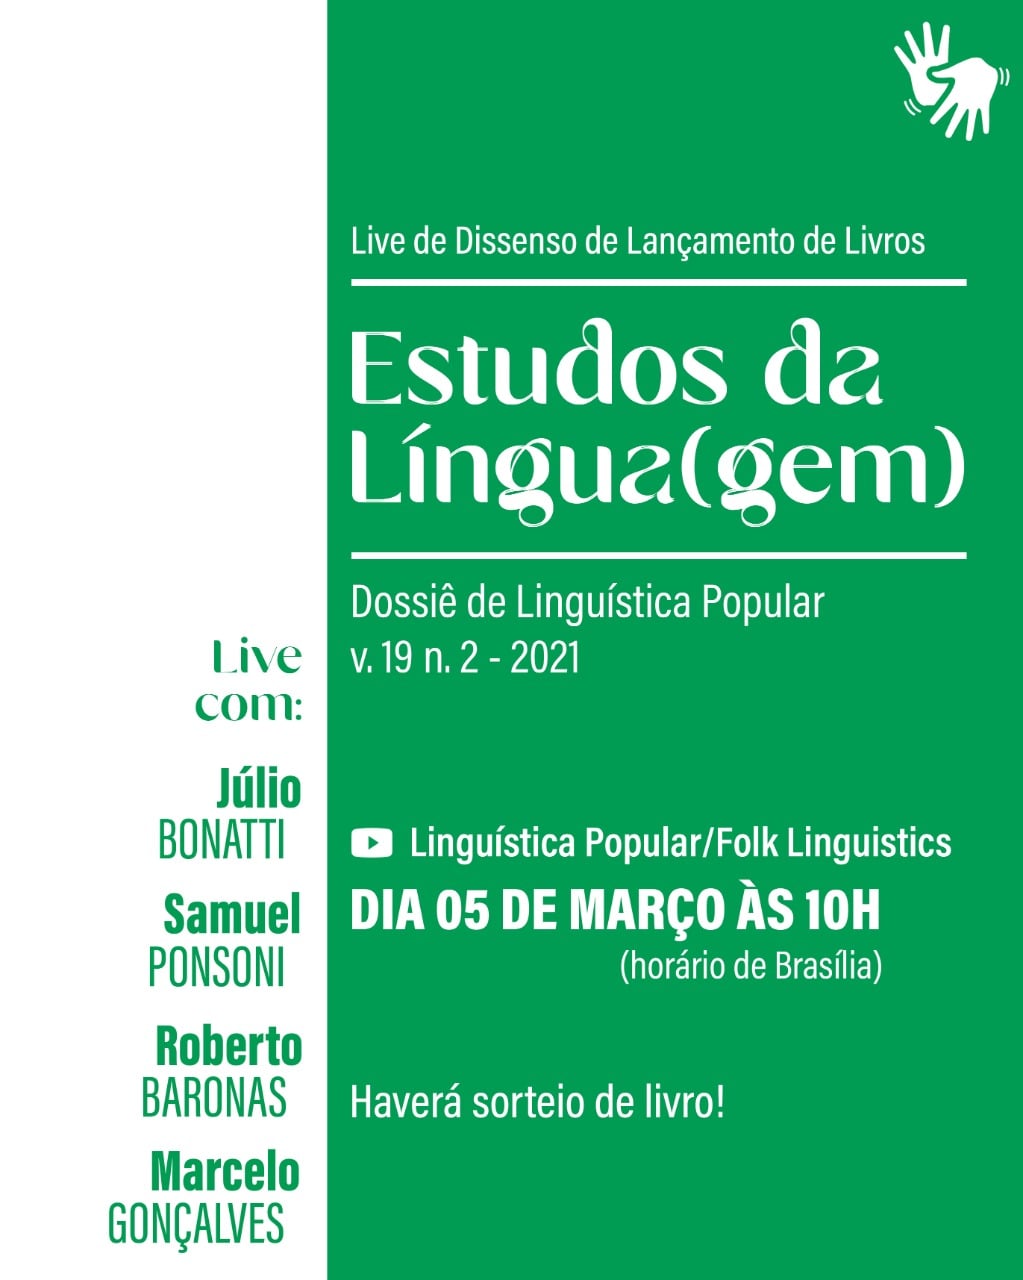 Live de Dissenso de Lançamento de Livros
Estudos da
Língua(gem)
Dossiê de Linguística Popular
v. 19 n. 2 - 2021
Live
com:
Júlio
BONATTI
Samuel
PONSONI
Roberto
BARONAS
Marcelo
GONÇALVES
Linguística Popular/Folk Linguistics
DIA 05 DE MARÇO ÀS 10H
(horário de Brasília)
Haverá sorteio de livro!